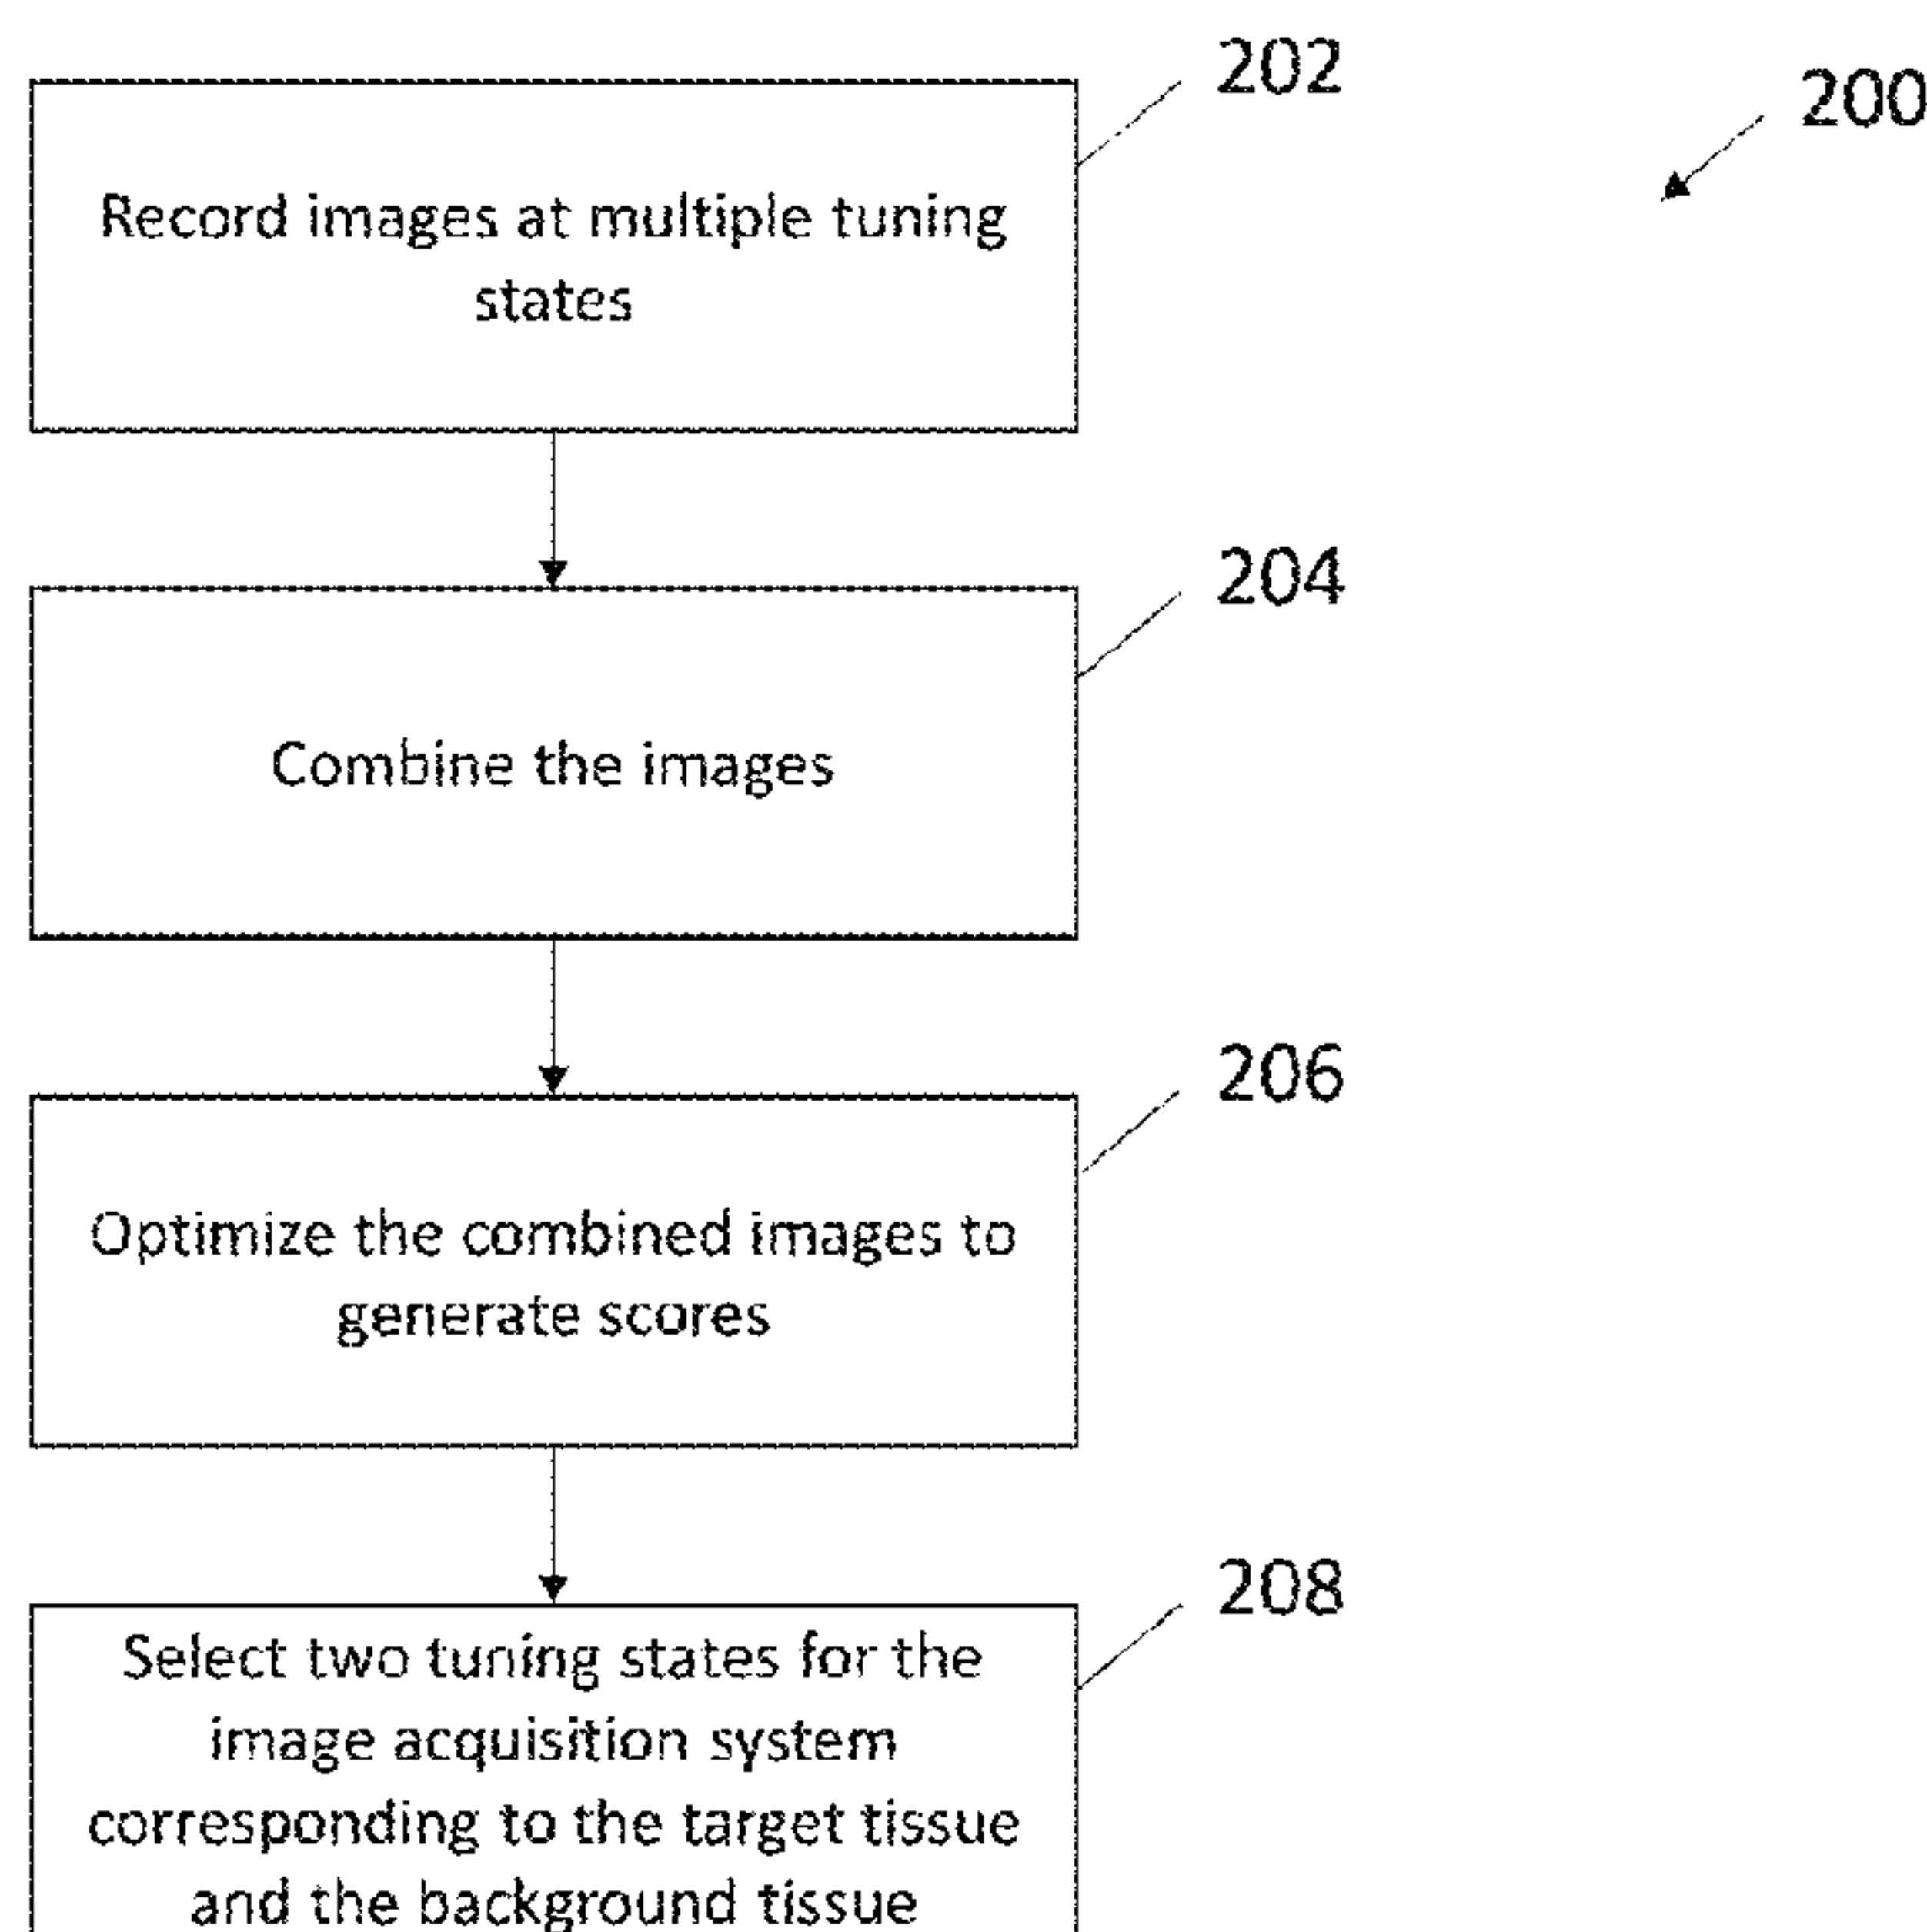 202
200
Record images at multiple tuning
states
204
Combine the images
206
Optimize the combined images to
generate scores
208
Select two tuning states for the
image acquisition system
corresponding to the target tissue
and the background tissue